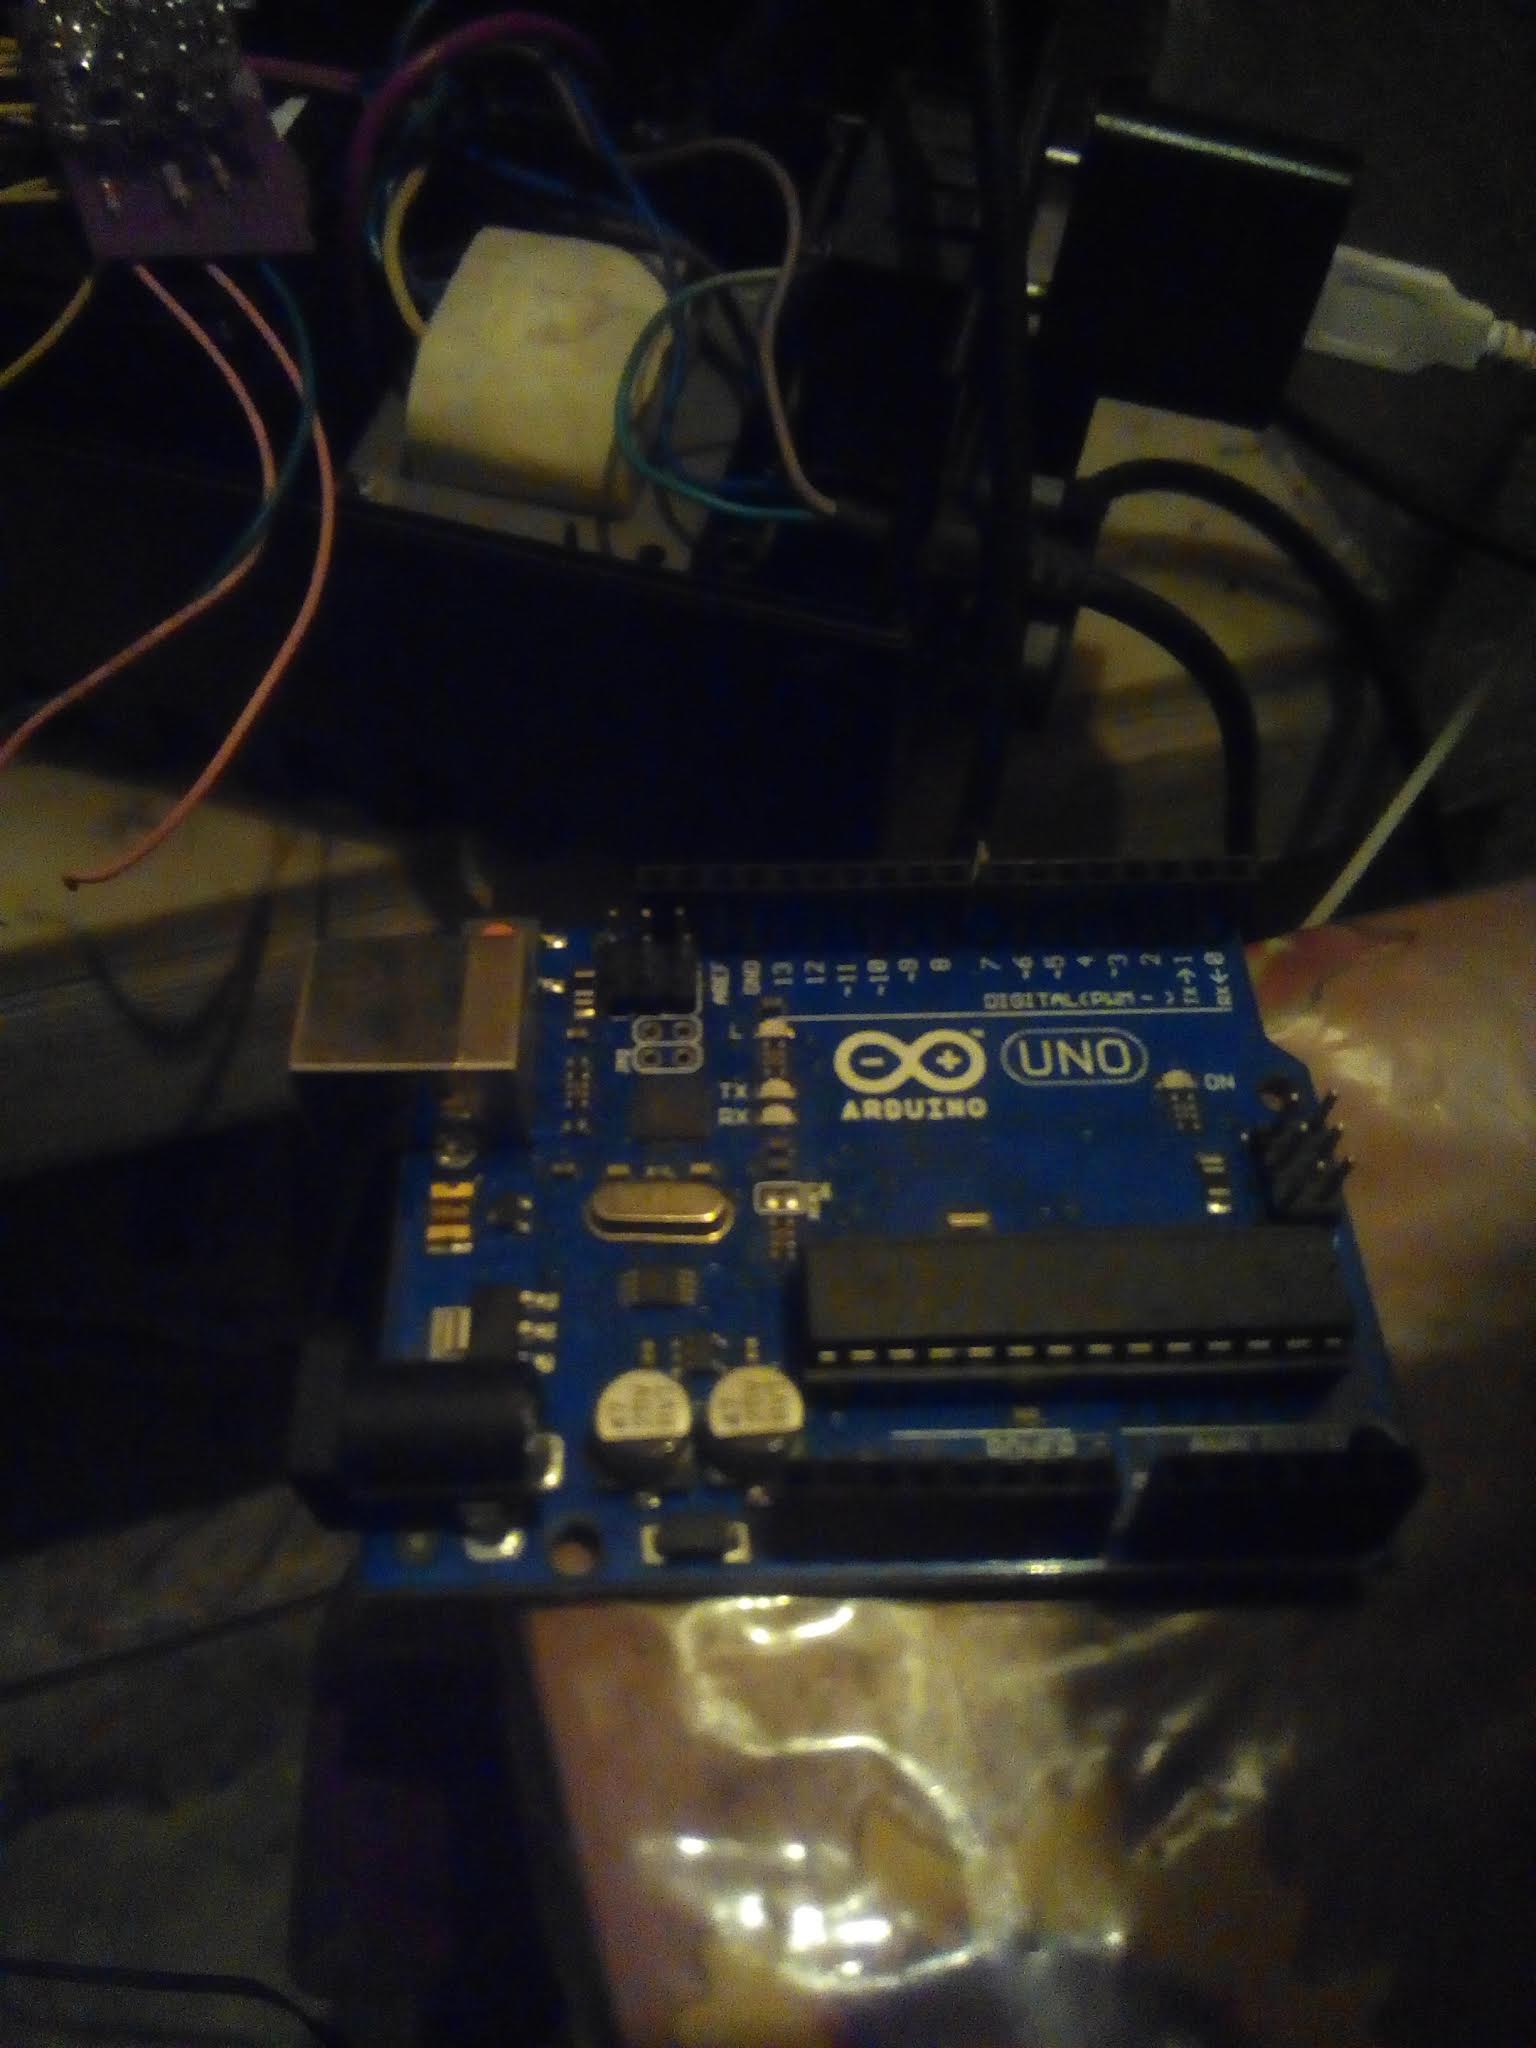 AREF
GND
13
12
~11
~10
~9
8
7
~6
~5
4
~3
2
TX→1
RX←0
DIGITAL(PWM ~ )
L
TX
RX
ARDUINO
UNO
ON